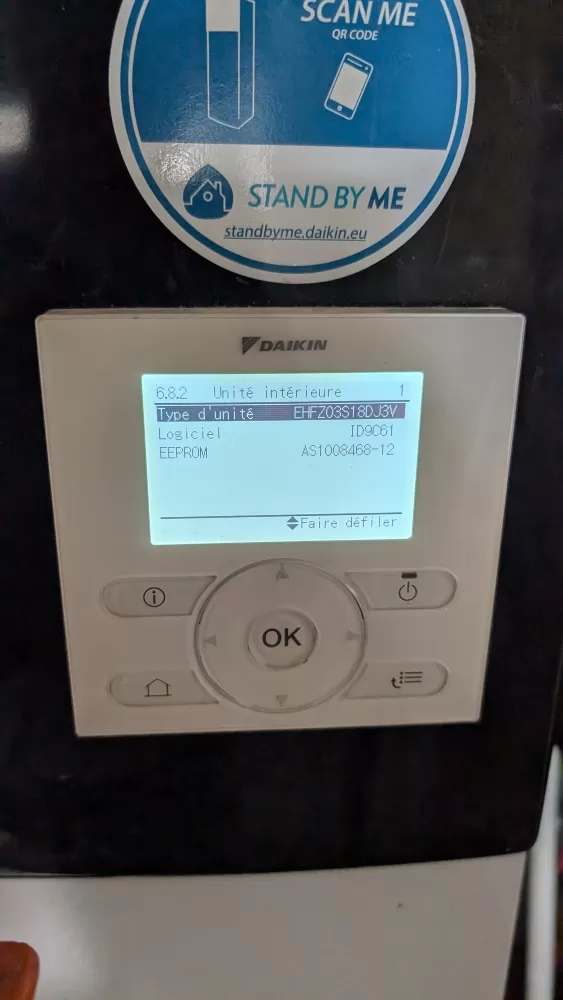 SCAN ME
QR CODE
STAND BY ME
standbyme.daikin.eu
DAIKIN
6.8.2 Unité intérieure 1
Type d'unité EHFZ03S18DJ3V
Logiciel ID9C61
EEPROM AS1008468-12
Faire défiler
OK